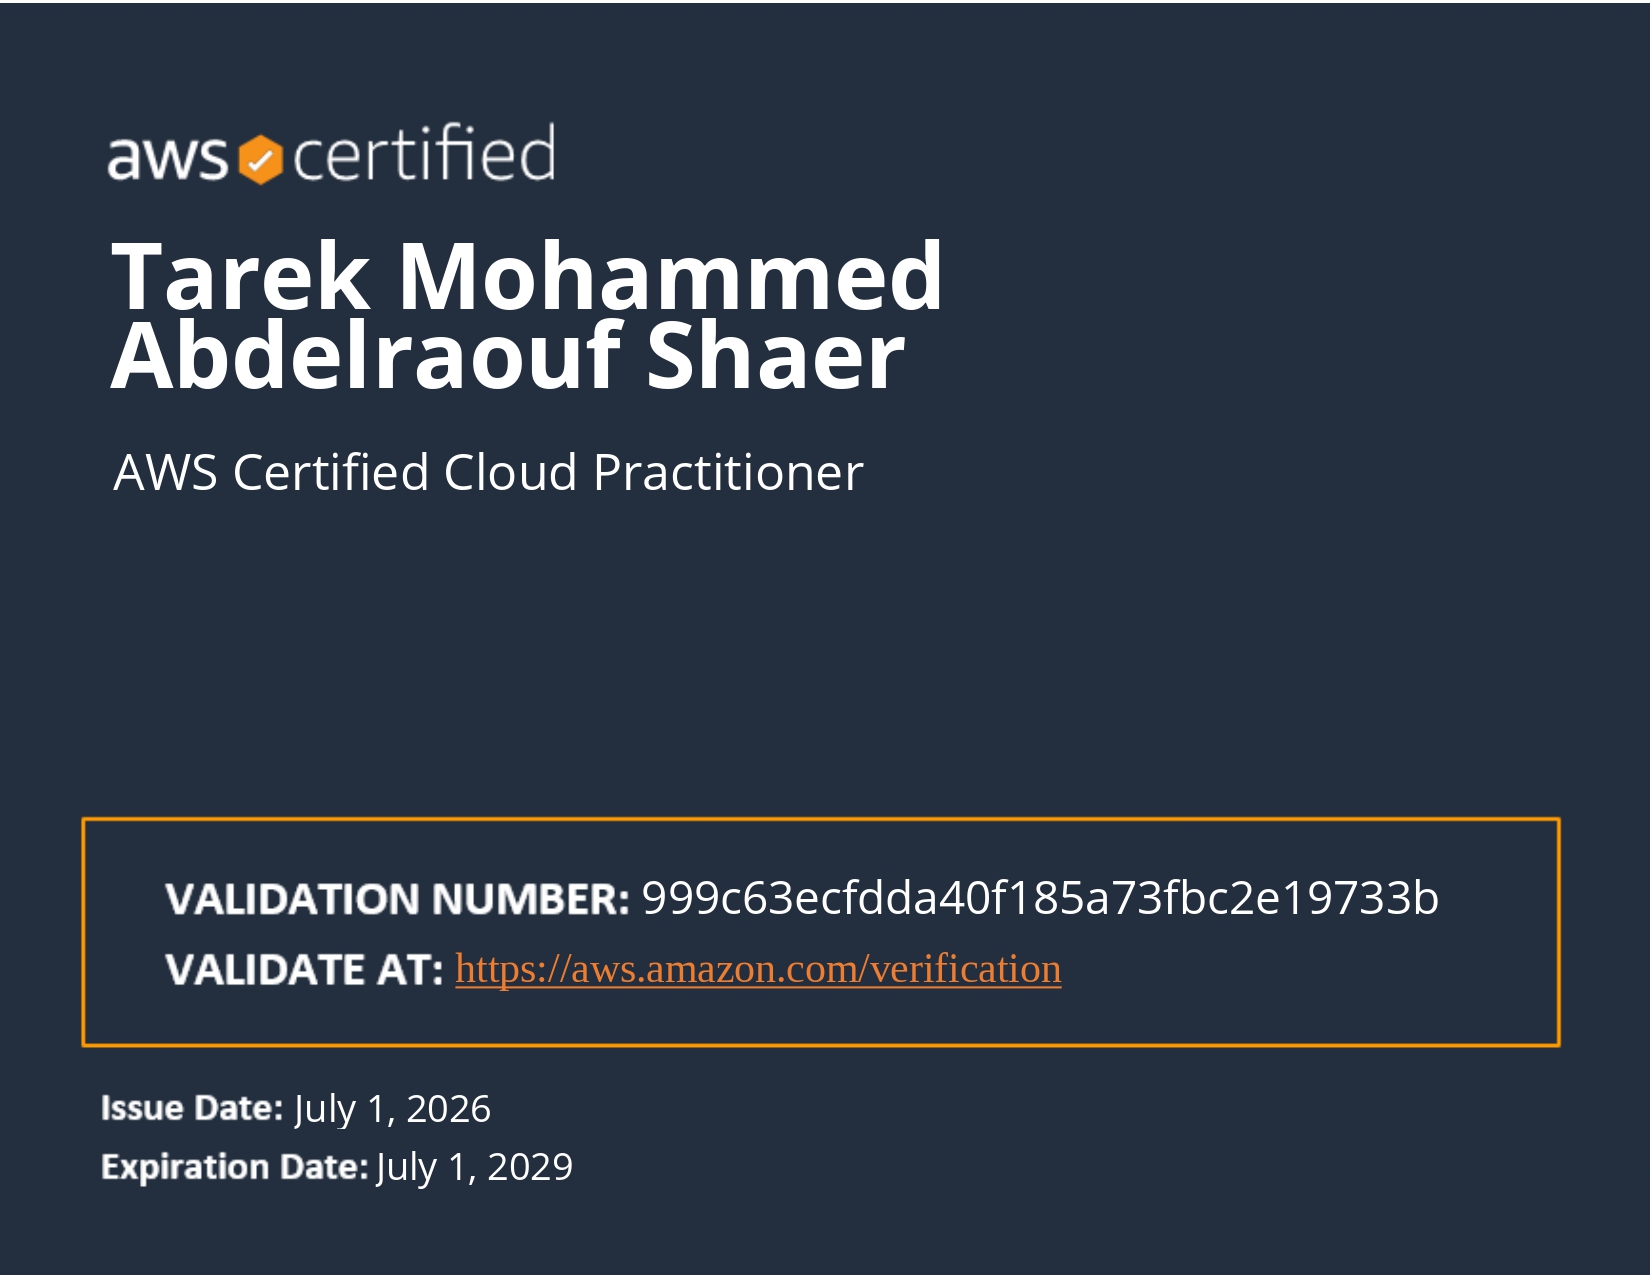 aws certified
Tarek Mohammed
Abdelraouf Shaer
AWS Certified Cloud Practitioner
VALIDATION NUMBER: 999c63ecfdda40f185a73fbc2e19733b
VALIDATE AT: https://aws.amazon.com/verification
Issue Date: July 1, 2026
Expiration Date: July 1, 2029